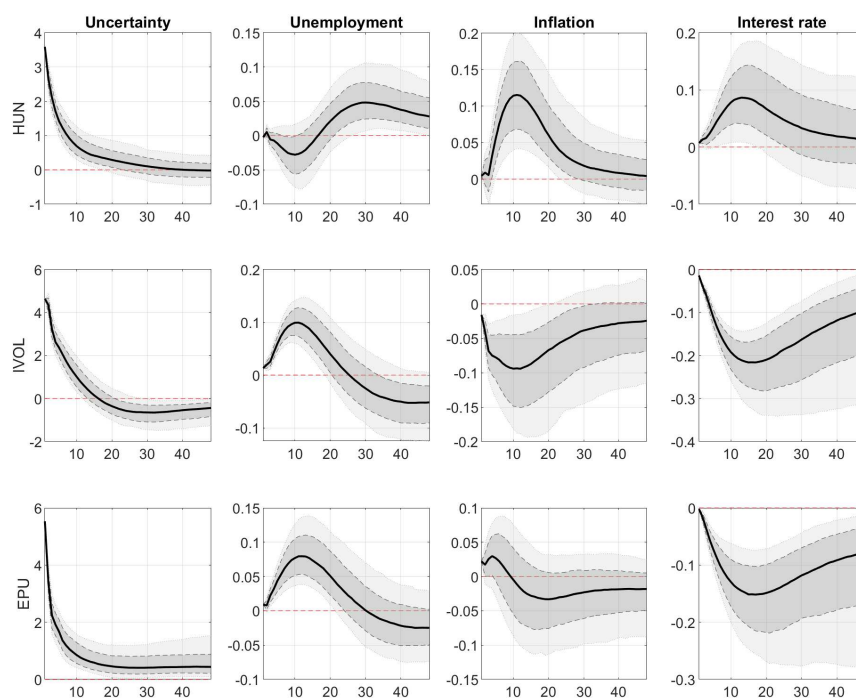 Uncertainty Unemployment Inflation Interest rate
HUN
4 3 2 1 0 -1
10 20 30 40
0.15 0.1 0.05 0 -0.05 -0.1
10 20 30 40
0.2 0.15 0.1 0.05 0
10 20 30 40
0.2 0.1 0 -0.1
10 20 30 40
IVOL
6 4 2 0 -2
10 20 30 40
0.2 0.1 0 -0.1
10 20 30 40
0.05 0 -0.05 -0.1 -0.15 -0.2
10 20 30 40
0 -0.1 -0.2 -0.3 -0.4
10 20 30 40
EPU
6 4 2 0
10 20 30 40
0.15 0.1 0.05 0 -0.05 -0.1
10 20 30 40
0.1 0.05 0 -0.05 -0.1 -0.15
10 20 30 40
0 -0.1 -0.2 -0.3
10 20 30 40